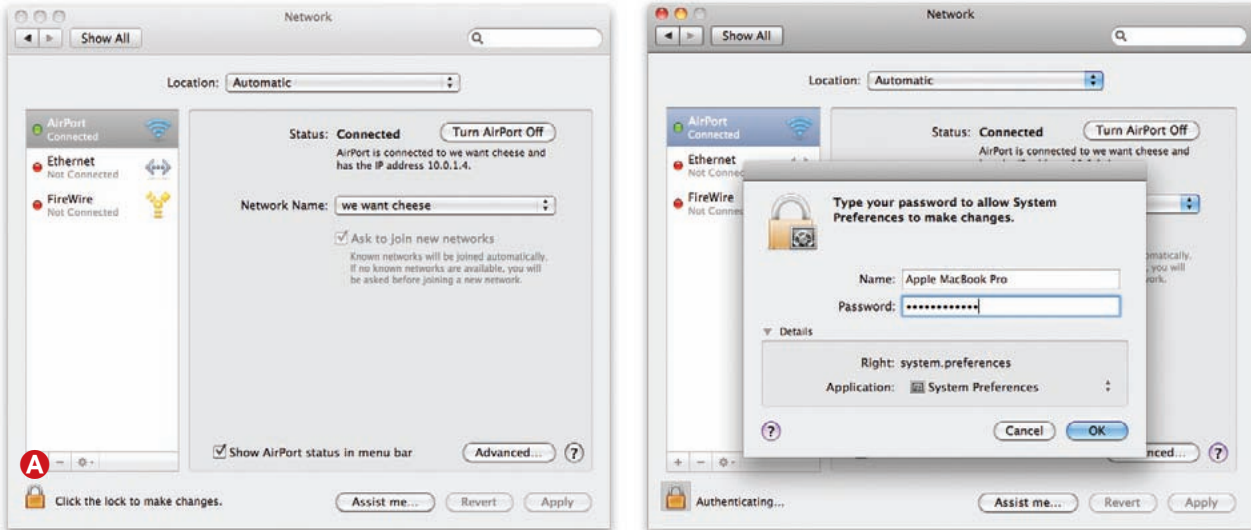 Network
Show All
Location: Automatic
AirPort
Connected
Ethernet
Not Connected
FireWire
Not Connected
Status: Connected
Turn AirPort Off
AirPort is connected to we want cheese and
has the IP address 10.0.1.4.
Network Name: we want cheese
Ask to join new networks
Known networks will be joined automatically.
If no known networks are available, you will
be asked before joining a new network.
A
Show AirPort status in menu bar
Advanced... ?
Click the lock to make changes.
Assist me... Revert Apply
Network
Show All
Location: Automatic
AirPort
Connected
Ethernet
FireWire
Status: Connected
Turn AirPort Off
AirPort is connected to we want cheese and
Type your password to allow System
Preferences to make changes.
Name: Apple MacBook Pro
Password: ••••••••••••
Details
Right: system.preferences
Application: System Preferences
? Cancel OK
?
Authenticating...
Assist me... Revert Apply